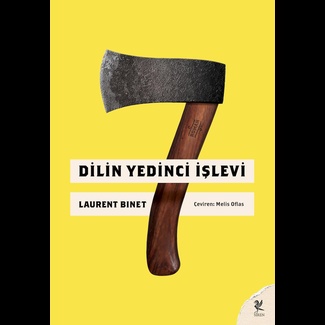 DİLİN YEDİNCİ İŞLEVİ
LAURENT BINET
Çeviren: Melis Oflas